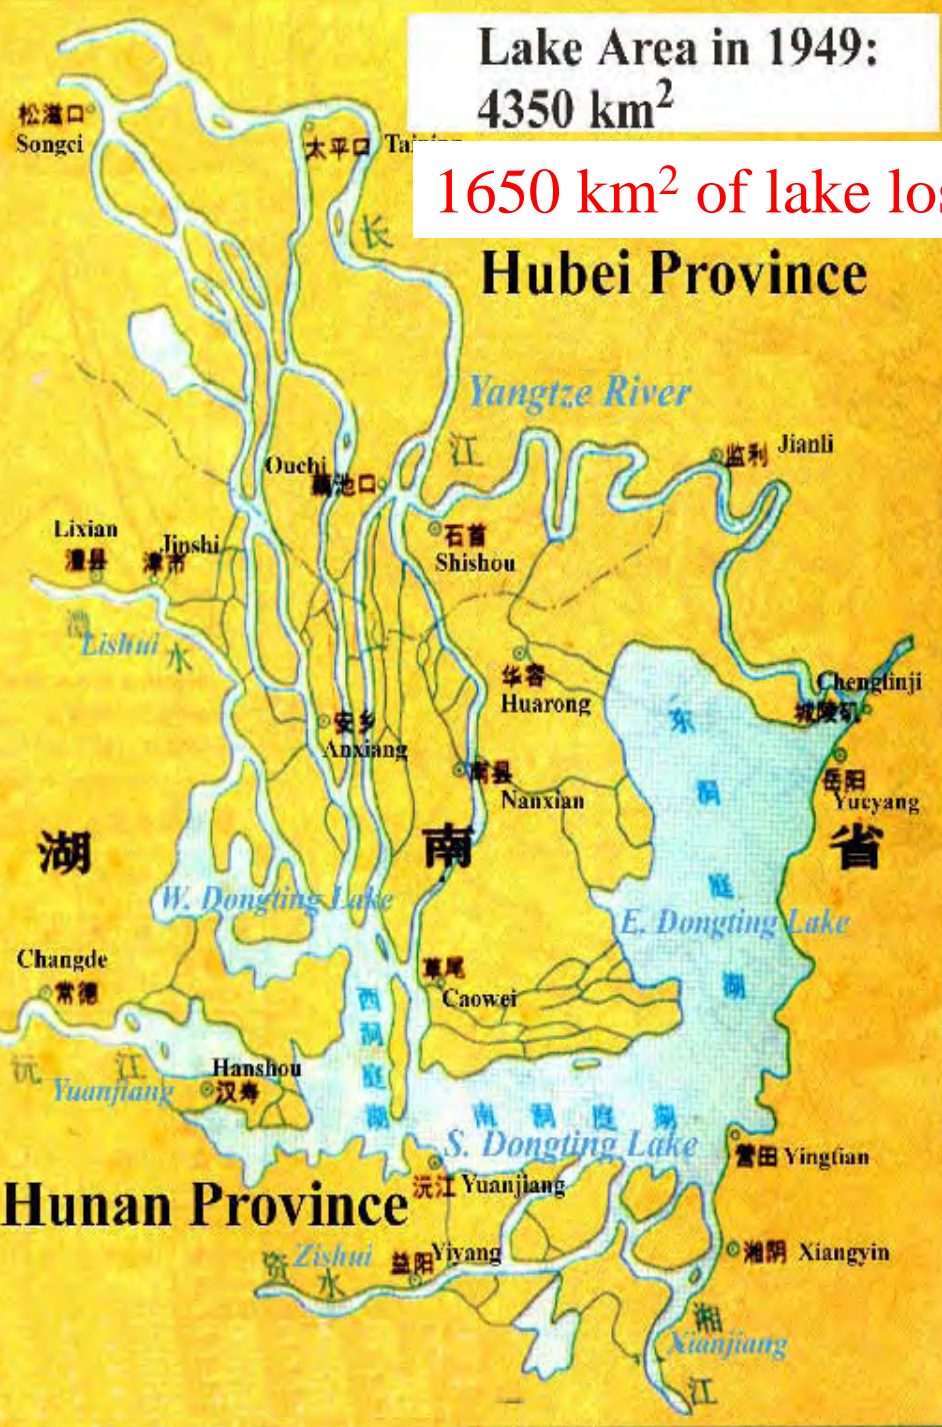 Lake Area in 1949:
4350 km²
1650 km² of lake los
松滋口
Songci
太平口
长
Hubei Province
Yangtze River
江
监利 Jianli
Ouchi
藕池口
石首
Shishou
Lixian
澧县
Jinshi
津市
Lishui
水
华容
Huarong
东
洞
庭
湖
Chenglinji
城陵矶
安乡
Anxiang
南县
Nanxian
岳阳
Yueyang
湖 南 省
W. Dongting Lake
E. Dongting Lake
Changde
常德
草尾
Caowei
西
洞
庭
湖
沅 江
Yuanjiang
Hanshou
汉寿
南 洞 庭 湖
S. Dongting Lake
营田 Yingtian
沅江 Yuanjiang
Hunan Province
资 水
Zishui
益阳 Yiyang
湘阴 Xiangyin
湘
Xianjiang
江